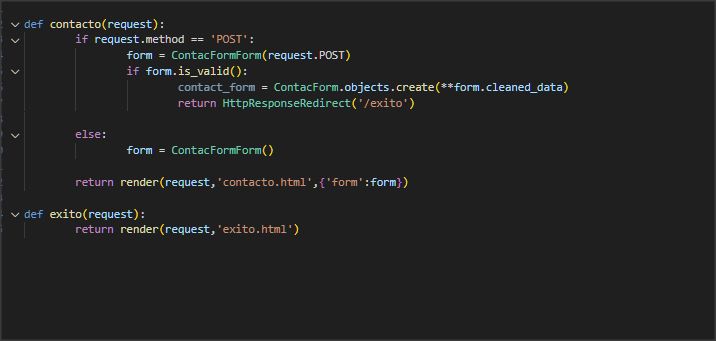 def contacto(request):
if request.method == 'POST':
form = ContacFormForm(request.POST)
if form.is_valid():
contact_form = ContacForm.objects.create(**form.cleaned_data)
return HttpResponseRedirect('/exito')
else:
form = ContacFormForm()
return render(request,'contacto.html',{'form':form})
def exito(request):
return render(request,'exito.html')